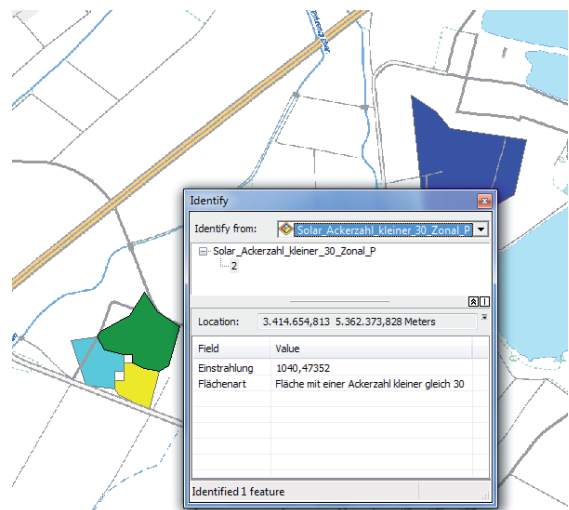 Identify
Identify from: Solar_Ackerzahl_kleiner_30_Zonal_P
Solar_Ackerzahl_kleiner_30_Zonal_P
2
Location: 3.414.654,813 5.362.373,828 Meters
Field Value
Einstrahlung 1040,47352
Flächenart Fläche mit einer Ackerzahl kleiner gleich 30
Identified 1 feature